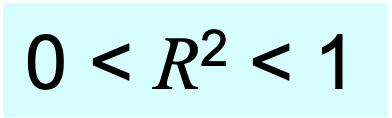 0 < R² < 1